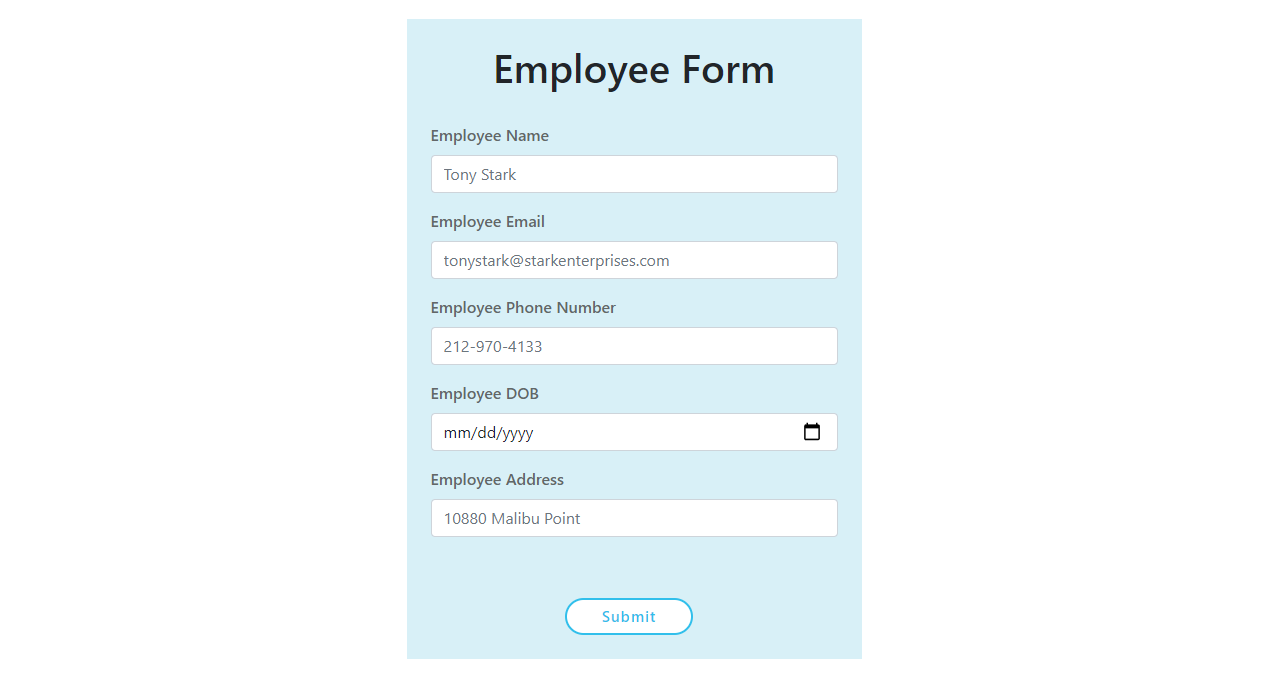 Employee Form
Employee Name
Tony Stark
Employee Email
tonystark@starkenterprises.com
Employee Phone Number
212-970-4133
Employee DOB
mm/dd/yyyy
Employee Address
10880 Malibu Point
Submit